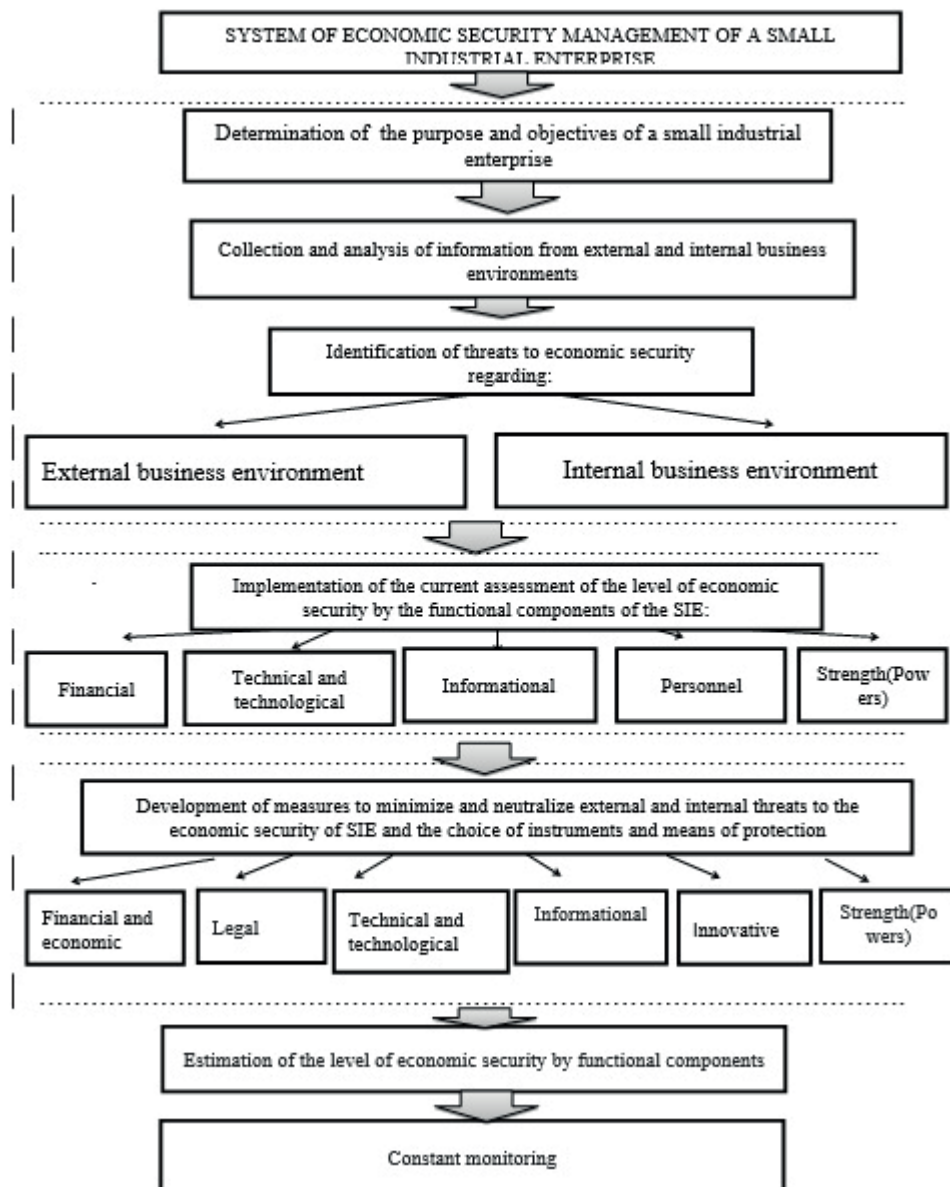 SYSTEM OF ECONOMIC SECURITY MANAGEMENT OF A SMALL
INDUSTRIAL ENTERPRISE
Determination of the purpose and objectives of a small industrial
enterprise
Collection and analysis of information from external and internal business
environments
Identification of threats to economic security
regarding:
External business environment
Internal business environment
Implementation of the current assessment of the level of economic
security by the functional components of the SIE:
Financial
Technical and
technological
Informational
Personnel
Strength(Pow
ers)
Development of measures to minimize and neutralize external and internal threats to the
economic security of SIE and the choice of instruments and means of protection
Financial and
economic
Legal
Technical and
technological
Informational
Innovative
Strength(Po
wers)
Estimation of the level of economic security by functional components
Constant monitoring